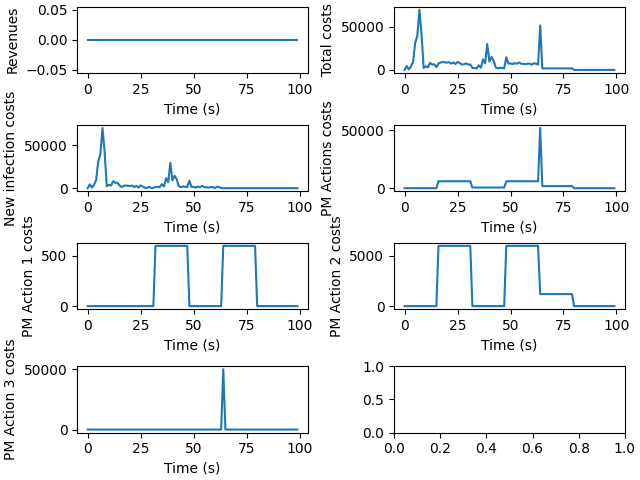 Revenues
0.05
0.00
−0.05
0 25 50 75 100
Time (s)
Total costs
50000
0
0 25 50 75 100
Time (s)
New infection costs
50000
0
0 25 50 75 100
Time (s)
PM Actions costs
50000
0
0 25 50 75 100
Time (s)
PM Action 1 costs
500
0
0 25 50 75 100
Time (s)
PM Action 2 costs
5000
0
0 25 50 75 100
Time (s)
PM Action 3 costs
50000
0
0 25 50 75 100
Time (s)
1.0
0.5
0.0
0.0 0.2 0.4 0.6 0.8 1.0